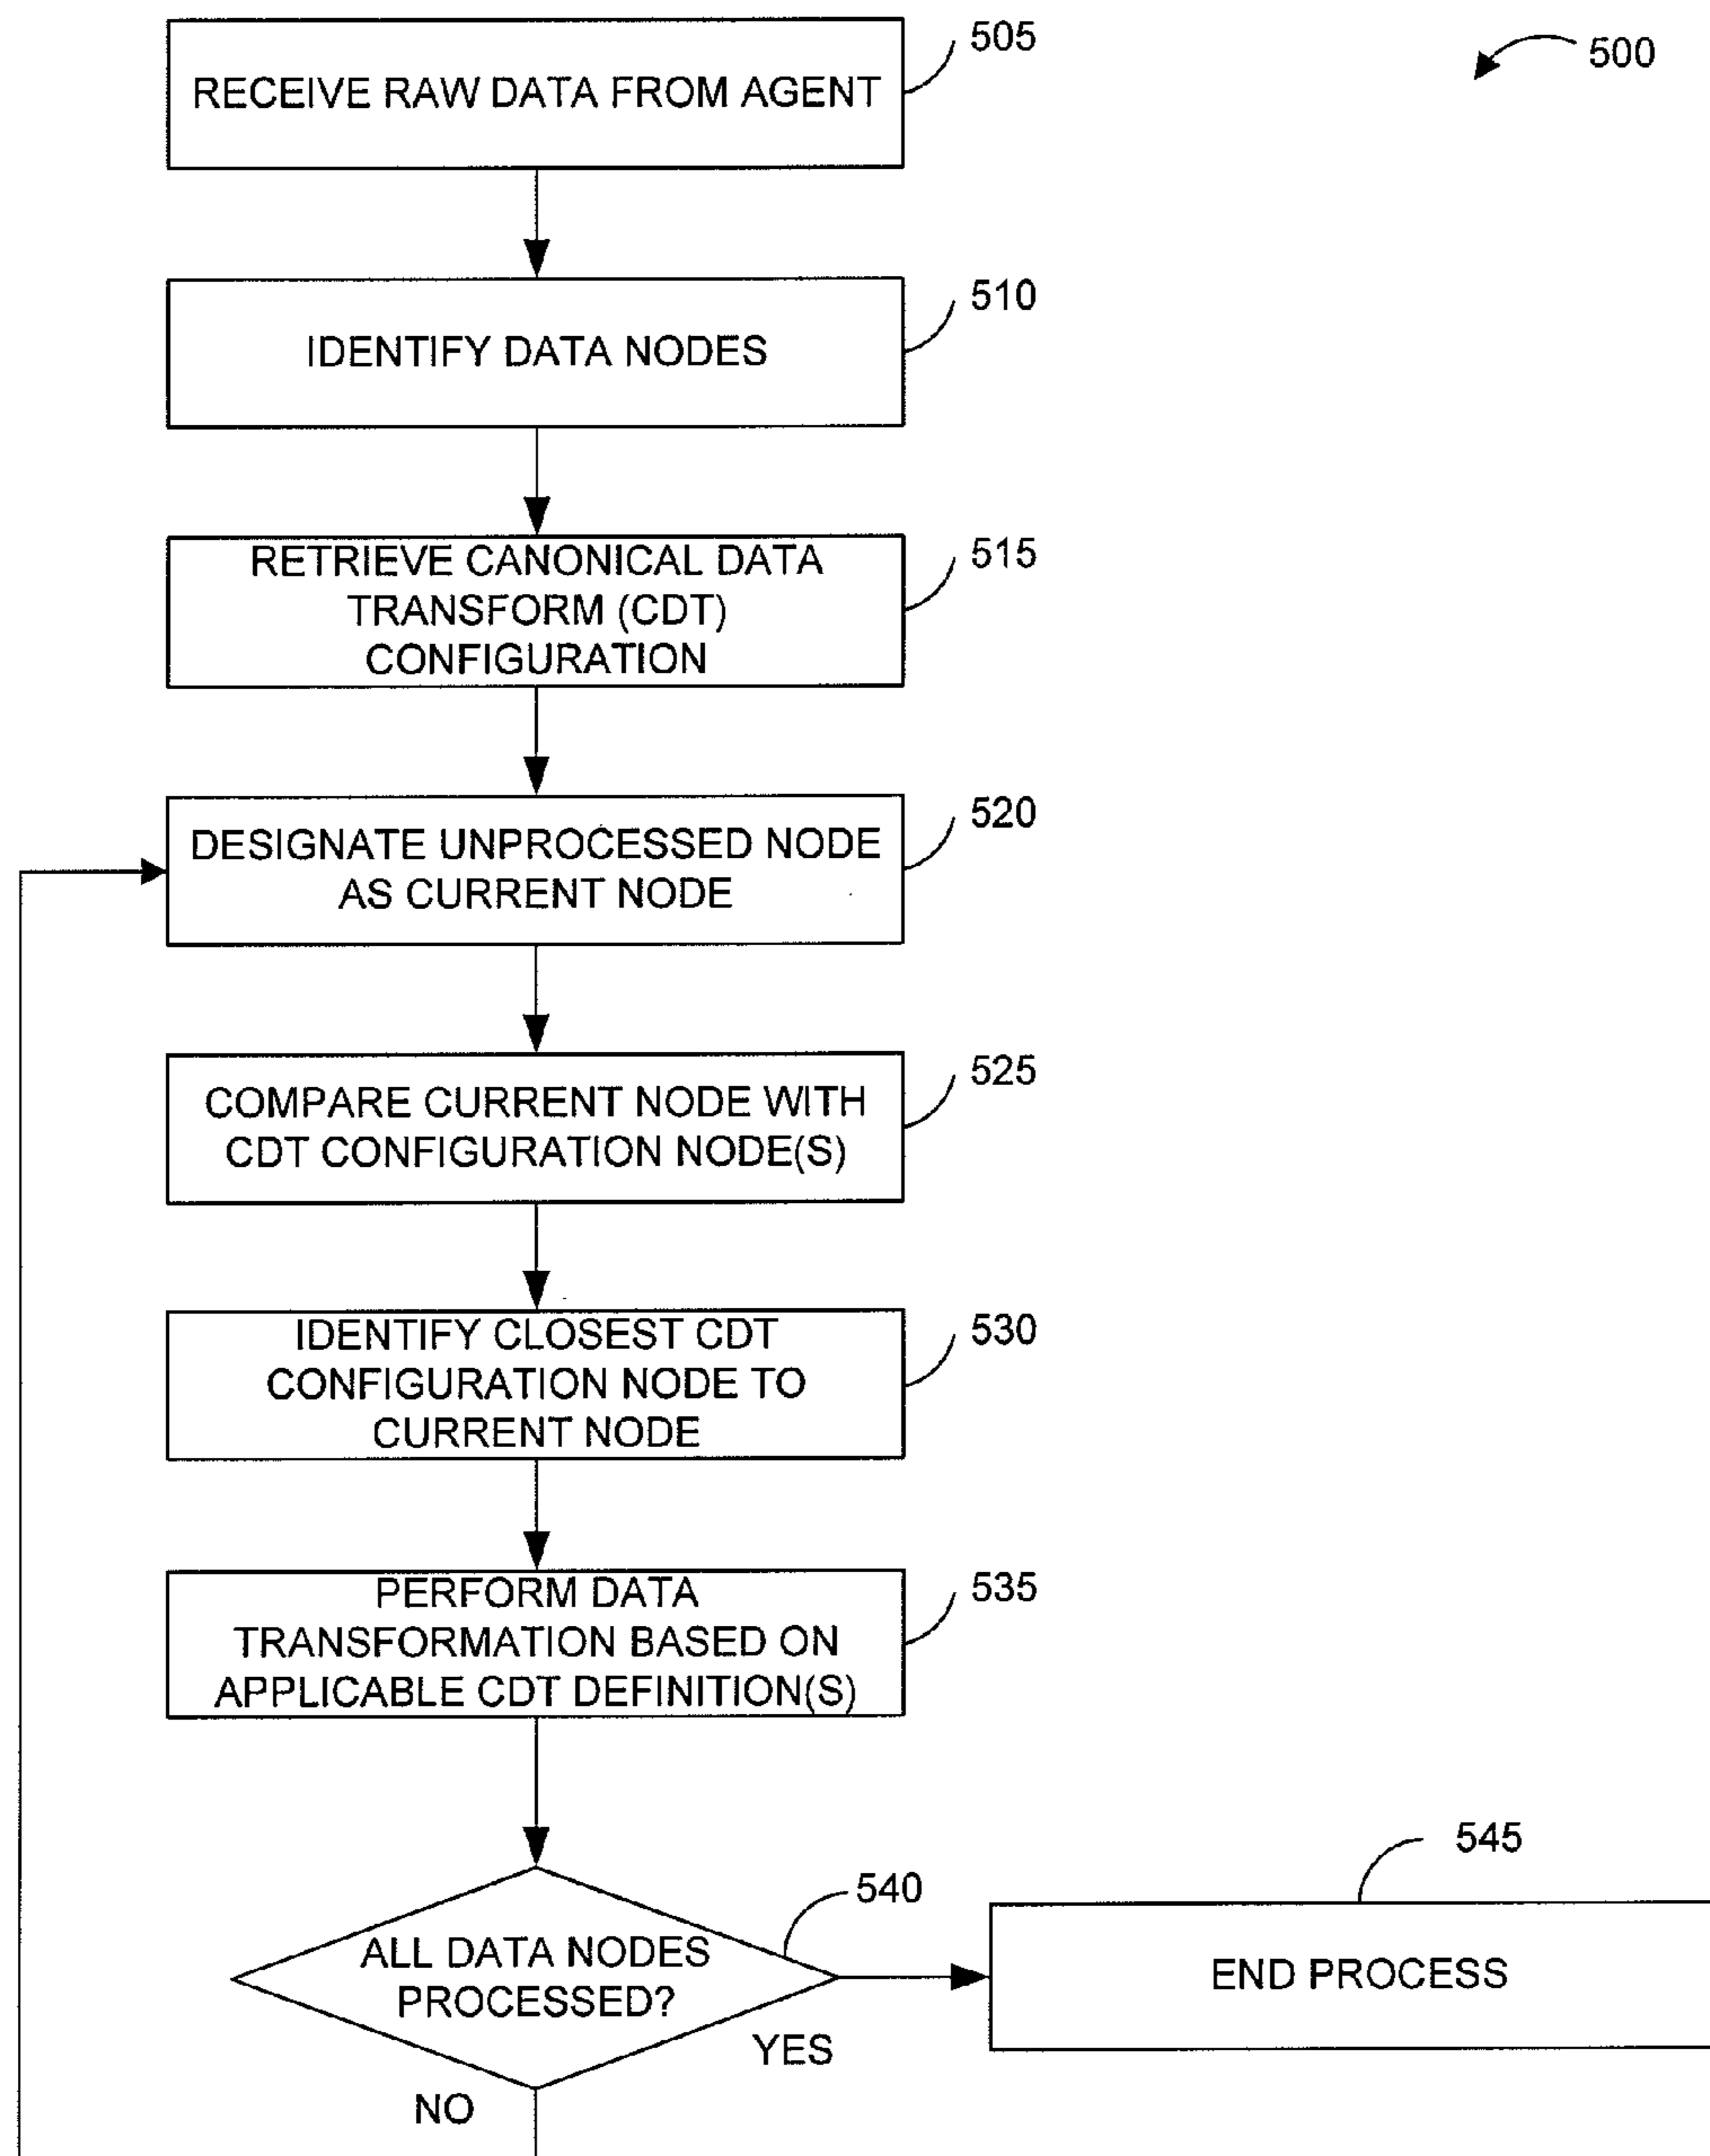 505
500
RECEIVE RAW DATA FROM AGENT
510
IDENTIFY DATA NODES
515
RETRIEVE CANONICAL DATA
TRANSFORM (CDT)
CONFIGURATION
520
DESIGNATE UNPROCESSED NODE
AS CURRENT NODE
525
COMPARE CURRENT NODE WITH
CDT CONFIGURATION NODE(S)
530
IDENTIFY CLOSEST CDT
CONFIGURATION NODE TO
CURRENT NODE
535
PERFORM DATA
TRANSFORMATION BASED ON
APPLICABLE CDT DEFINITION(S)
545
540
ALL DATA NODES
PROCESSED?
END PROCESS
YES
NO